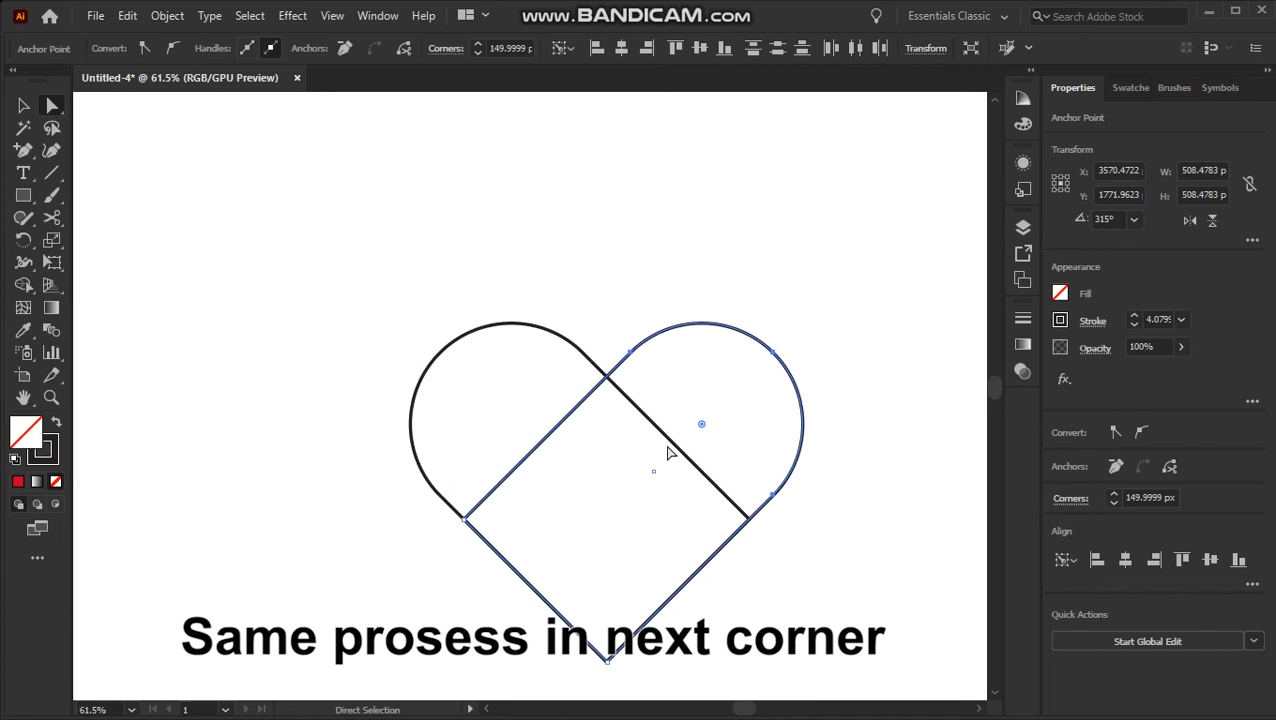 Ai File Edit Object Type Select Effect View Window Help www.BANDICAM.com Essentials Classic Search Adobe Stock
Anchor Point Convert: Handles: Anchors: Corners: 149.9999 p Transform
Untitled-4* @ 61.5% (RGB/GPU Preview) ×
Properties Swatche Brushes Symbols
Anchor Point
Transform
X: 3570.4722 W: 508.4783 p
Y: 1771.9623 H: 508.4783 p
315°
Appearance
Fill
Stroke 4.0799
Opacity 100%
fx.
Convert:
Anchors:
Corners: 149.9999 px
Align
Quick Actions
Start Global Edit
Same prosess in next corner
61.5% 1 Direct Selection